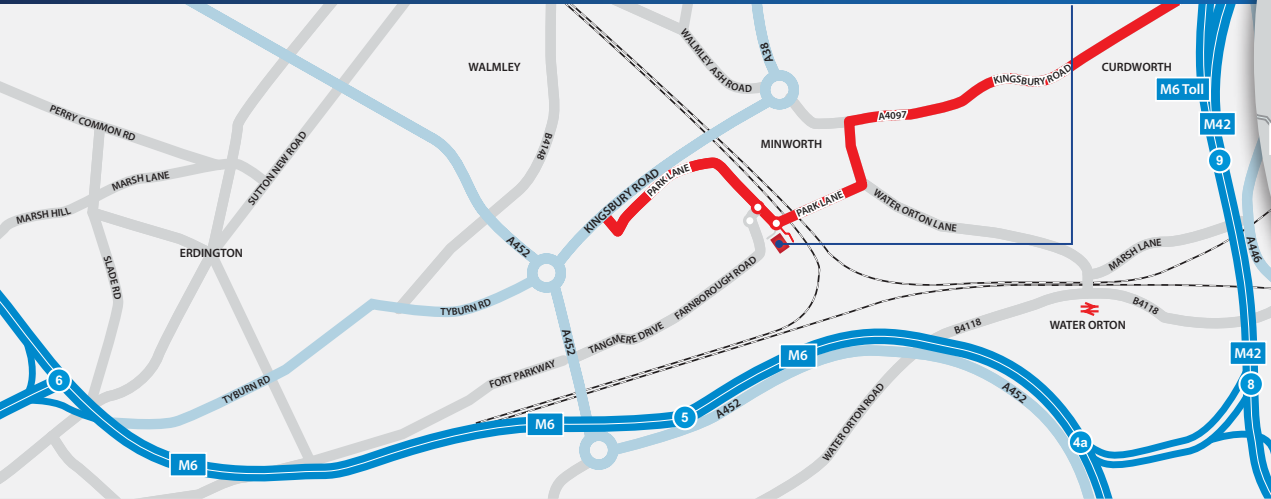 WALMLEY
WALMLEY ASH ROAD
A38
KINGSBURY ROAD
CURDWORTH
M6 Toll
M42
9
PERRY COMMON RD
MARSH LANE
SUTTON NEW ROAD
B4148
A4097
MINWORTH
KINGSBURY ROAD
PARK LANE
PARK LANE
WATER ORTON LANE
MARSH HILL
ERDINGTON
SLADE RD
A452
MARSH LANE
A446
TYBURN RD
FARNBOROUGH ROAD
TANGMERE DRIVE
A452
B4118
B4118
WATER ORTON
FORT PARKWAY
M6
M42
8
6
TYBURN RD
A452
A452
WATER ORTON ROAD
5
M6
4a
M6